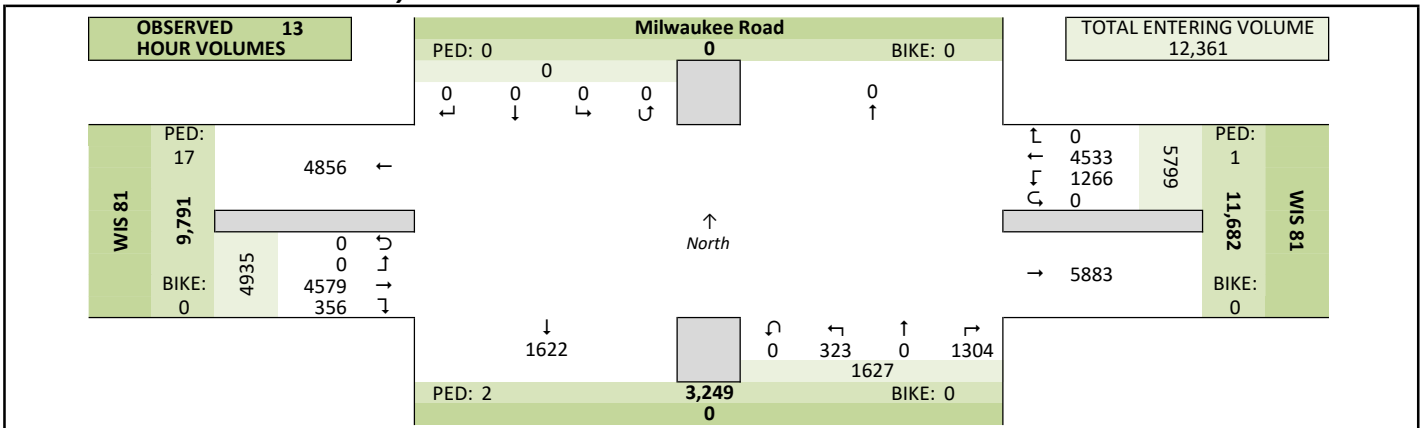 OBSERVED 13
HOUR VOLUMES
Milwaukee Road
TOTAL ENTERING VOLUME
12,361
PED: 0
0
BIKE: 0
0
0 0 0 0
↵ ↓ ↳ ↺
0
↑
PED:
17
4856 ←
↑ 0
← 4533
↓ 1266
↺ 0
5799
PED:
1
WIS 81
9,791
11,682
WIS 81
↑
North
0 ↺
0 ↑
4579 →
356 ↓
4935
BIKE:
0
→ 5883
BIKE:
0
↓
1622
↺ ↰ ↑ ↱
0 323 0 1304
1627
PED: 2
3,249
BIKE: 0
0